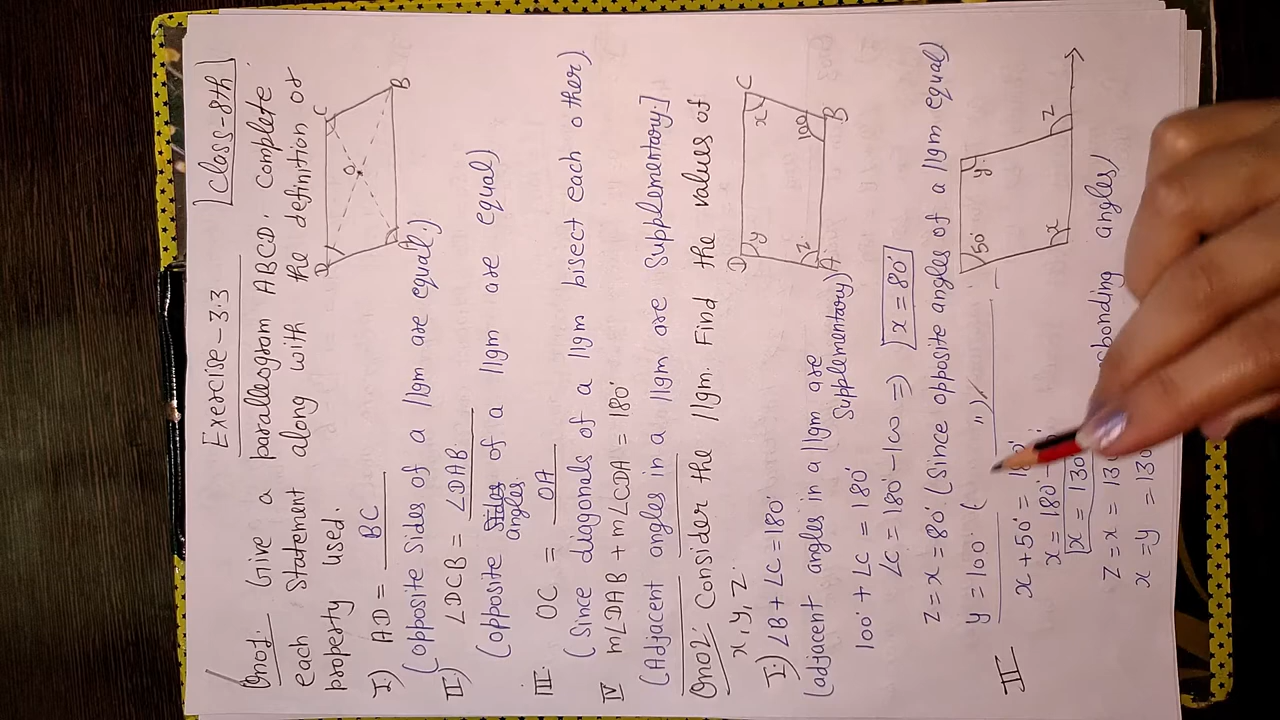 Exercise-3.3 Class-8th
Qno1. Give a parallelogram ABCD. Complete
each statement along with the definition or
property used.
I.) AD = BC
(opposite sides of a ||gm are equal.)
II) ∠DCB = ∠DAB
(opposite angles of a ||gm are equal)
III. OC = OA
(Since diagonals of a ||gm bisect each other)
IV m∠DAB + m∠CDA = 180°
(Adjacent angles in a ||gm are Supplementary.]
Qno2: Consider the ||gm. Find the values of
x, y, z.
I.) ∠B + ∠C = 180°
(adjacent angles in a ||gm are
Supplementary)
100° + ∠C = 180°
∠C = 180° - 100 => x = 80°
z = x = 80° (Since opposite angles of a ||gm equal)
y = 100° ( " )
II x + 50° =
x = 180° -
x = 130
z = x = 130
x = y = 130
angles)
D C
O
B
D C
y x
z 100
A B
50° y
x z